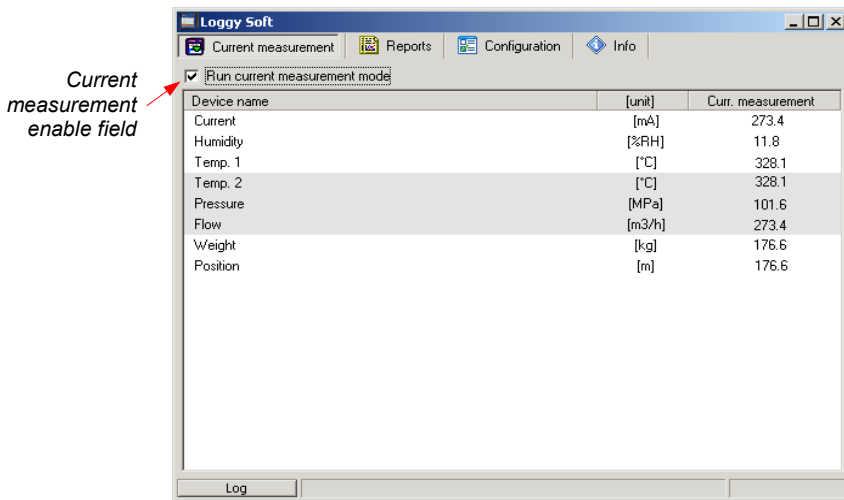 Loggy Soft
Current measurement Reports Configuration Info
Current
measurement
enable field
Run current measurement mode
Device name [unit] Curr. measurement
Current [mA] 273.4
Humidity [%RH] 11.8
Temp. 1 [°C] 328.1
Temp. 2 [°C] 328.1
Pressure [MPa] 101.6
Flow [m3/h] 273.4
Weight [kg] 176.6
Position [m] 176.6
Log